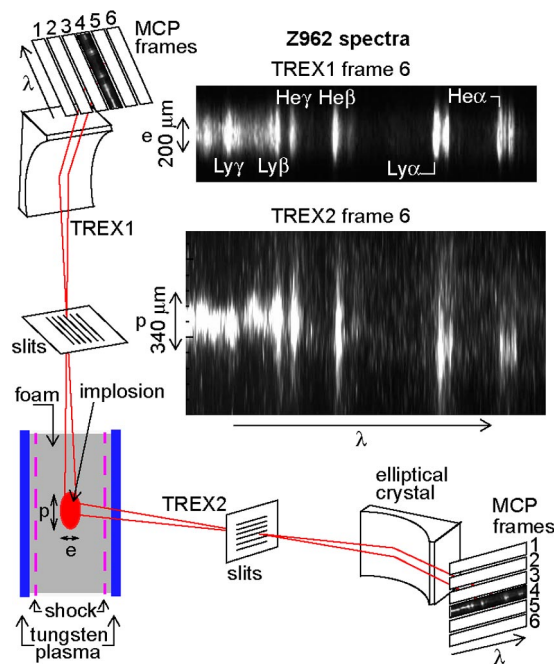 1 2 3 4 5 6
MCP
frames
λ
TREX1
slits
foam
implosion
p
e
shock
tungsten
plasma
Z962 spectra
TREX1 frame 6
e
200 μm
Heγ
Heβ
Heα
Lyγ
Lyβ
Lyα
TREX2 frame 6
p
340 μm
λ
TREX2
slits
elliptical
crystal
MCP
frames
1
2
3
4
5
6
λ